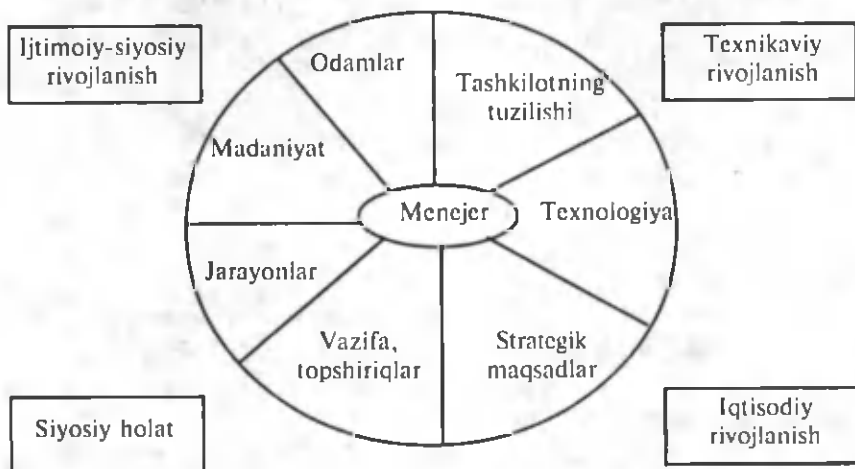 Ijtimoiy-siyosiy
rivojlanish
Texnikaviy
rivojlanish
Odamlar
Tashkilotning
tuzilishi
Madaniyat
Menejer
Texnologiya
Jarayonlar
Vazifa,
topshiriqlar
Strategik
maqsadlar
Siyosiy holat
Iqtisodiy
rivojlanish